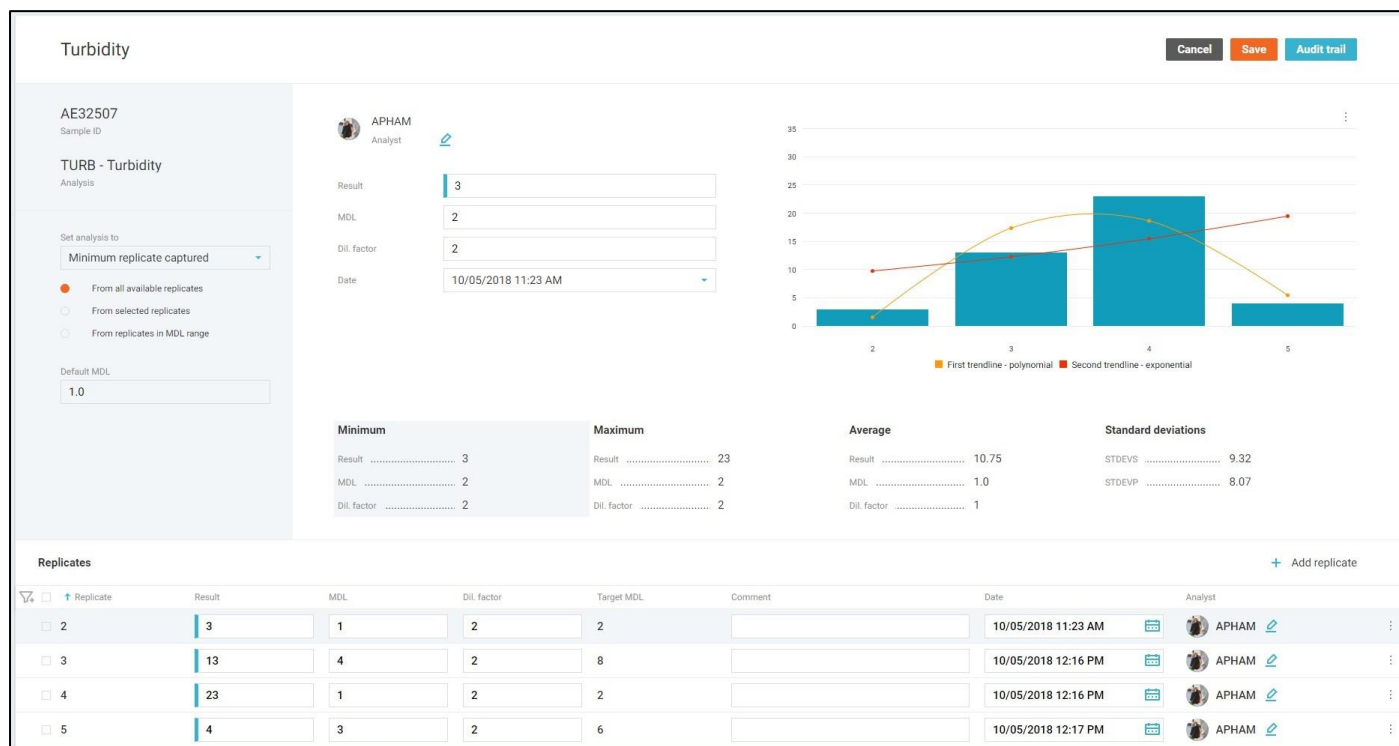 Turbidity
Cancel Save Audit trail
AE32507
Sample ID
TURB - Turbidity
Analysis
Set analysis to
Minimum replicate captured
From all available replicates
From selected replicates
From replicates in MDL range
Default MDL
1.0
APHAM
Analyst
Result 3
MDL 2
Dil. factor 2
Date 10/05/2018 11:23 AM
35
30
25
20
15
10
5
0
2 3 4 5
First trendline - polynomial Second trendline - exponential
Minimum
Result 3
MDL 2
Dil. factor 2
Maximum
Result 23
MDL 2
Dil. factor 2
Average
Result 10.75
MDL 1.0
Dil. factor 1
Standard deviations
STDEVS 9.32
STDEVP 8.07
Replicates + Add replicate
Replicate Result MDL Dil. factor Target MDL Comment Date Analyst
2 3 1 2 2 10/05/2018 11:23 AM APHAM
3 13 4 2 8 10/05/2018 12:16 PM APHAM
4 23 1 2 2 10/05/2018 12:16 PM APHAM
5 4 3 2 6 10/05/2018 12:17 PM APHAM